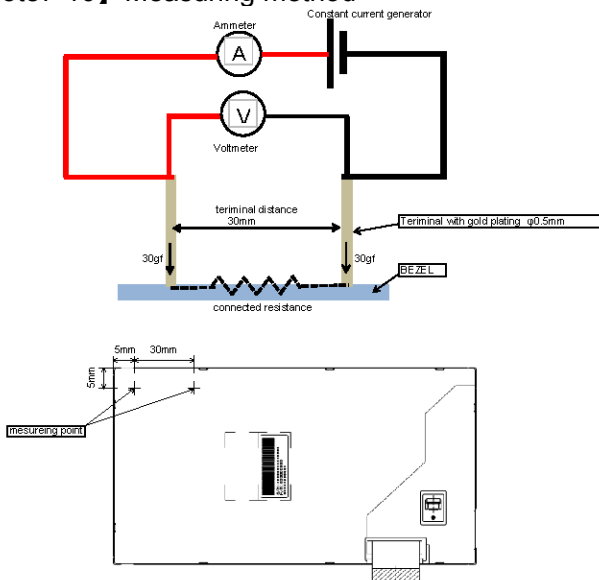 10】Measuring method
Constant current generator
Ammeter
A
V
Voltmeter
teriminal distance
30mm
Terminal with gold plating φ0.5mm
30gf
30gf
BEZEL
connected resistance
5mm
30mm
5mm
mesureing point